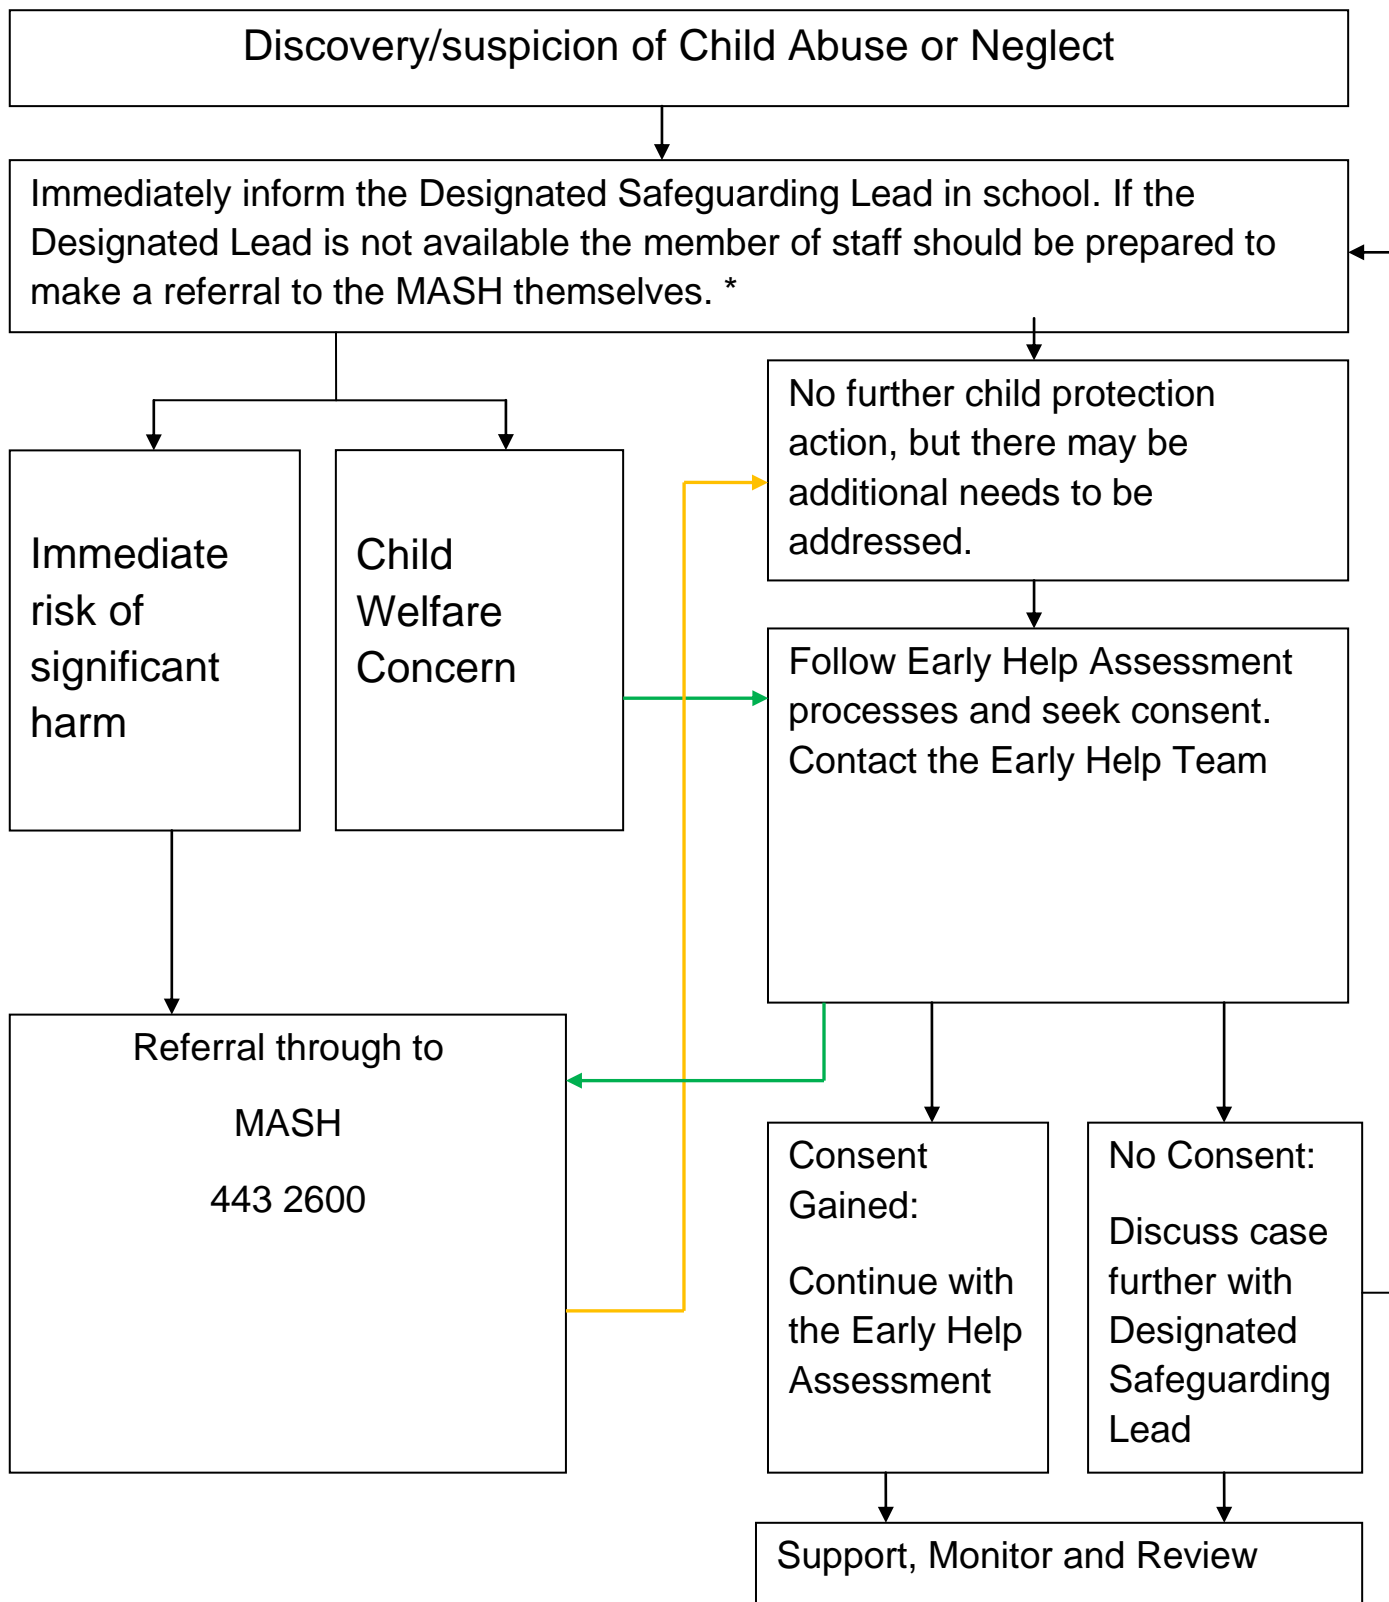 Discovery/suspicion of Child Abuse or Neglect
Immediately inform the Designated Safeguarding Lead in school. If the
Designated Lead is not available the member of staff should be prepared to
make a referral to the MASH themselves. *
Immediate
risk of
significant
harm
Child
Welfare
Concern
No further child protection
action, but there may be
additional needs to be
addressed.
Follow Early Help Assessment
processes and seek consent.
Contact the Early Help Team
Referral through to
MASH
443 2600
Consent
Gained:
Continue with
the Early Help
Assessment
No Consent:
Discuss case
further with
Designated
Safeguarding
Lead
Support, Monitor and Review